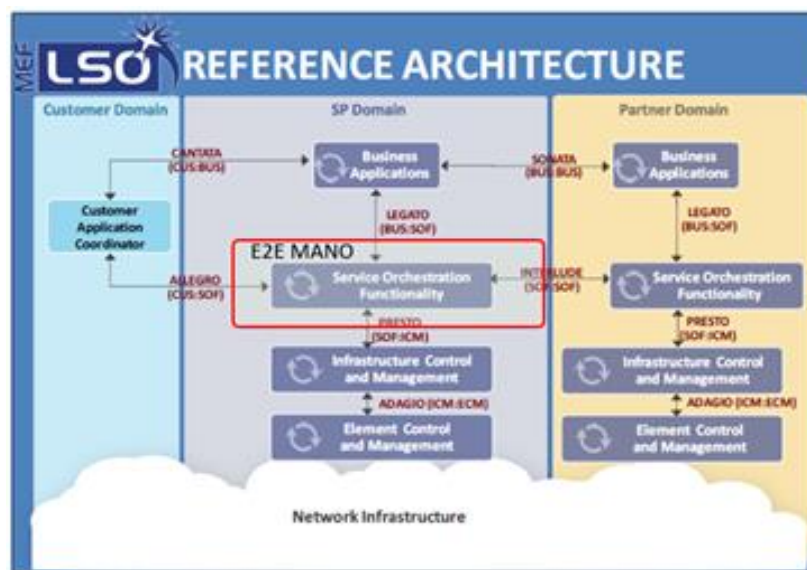 MEF
LSO REFERENCE ARCHITECTURE
Customer Domain
SP Domain
Partner Domain
CANTATA
(CUS:BUS)
Business
Applications
SONATA
(BUS:BUS)
Business
Applications
Customer
Application
Coordinator
LEGATO
(BUS:SOF)
LEGATO
(BUS:SOF)
E2E MANO
ALLEGRO
(CUS:SOF)
Service Orchestration
Functionality
INTERLUDE
(SOF:SOF)
Service Orchestration
Functionality
PRESTO
(SOF:ICM)
PRESTO
(SOF:ICM)
Infrastructure Control
and Management
Infrastructure Control
and Management
ADAGIO (ICM:ECM)
ADAGIO (ICM:ECM)
Element Control
and Management
Element Control
and Management
Network Infrastructure